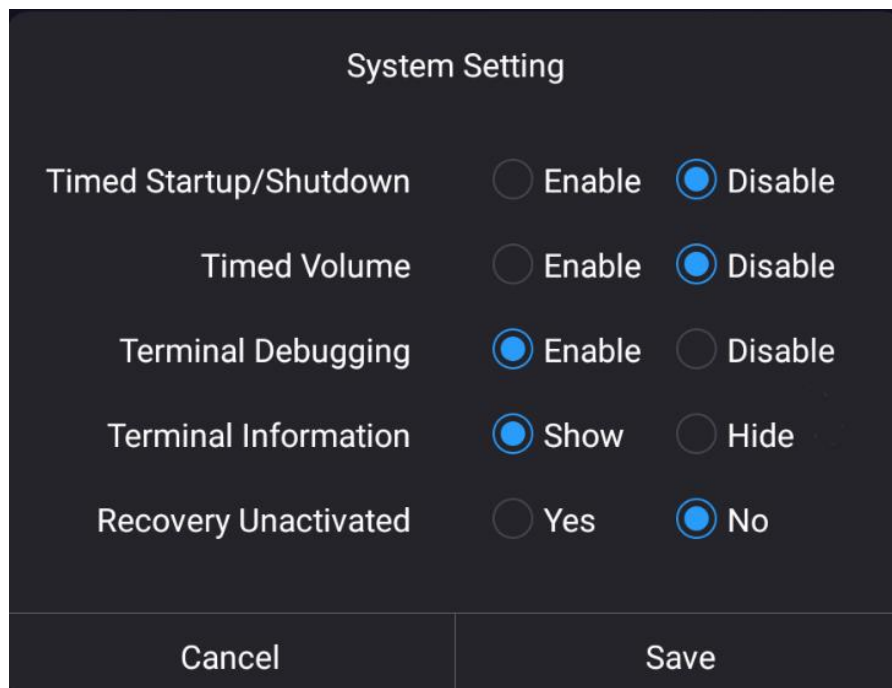 System Setting
Timed Startup/Shutdown Enable Disable
Timed Volume Enable Disable
Terminal Debugging Enable Disable
Terminal Information Show Hide
Recovery Unactivated Yes No
Cancel Save